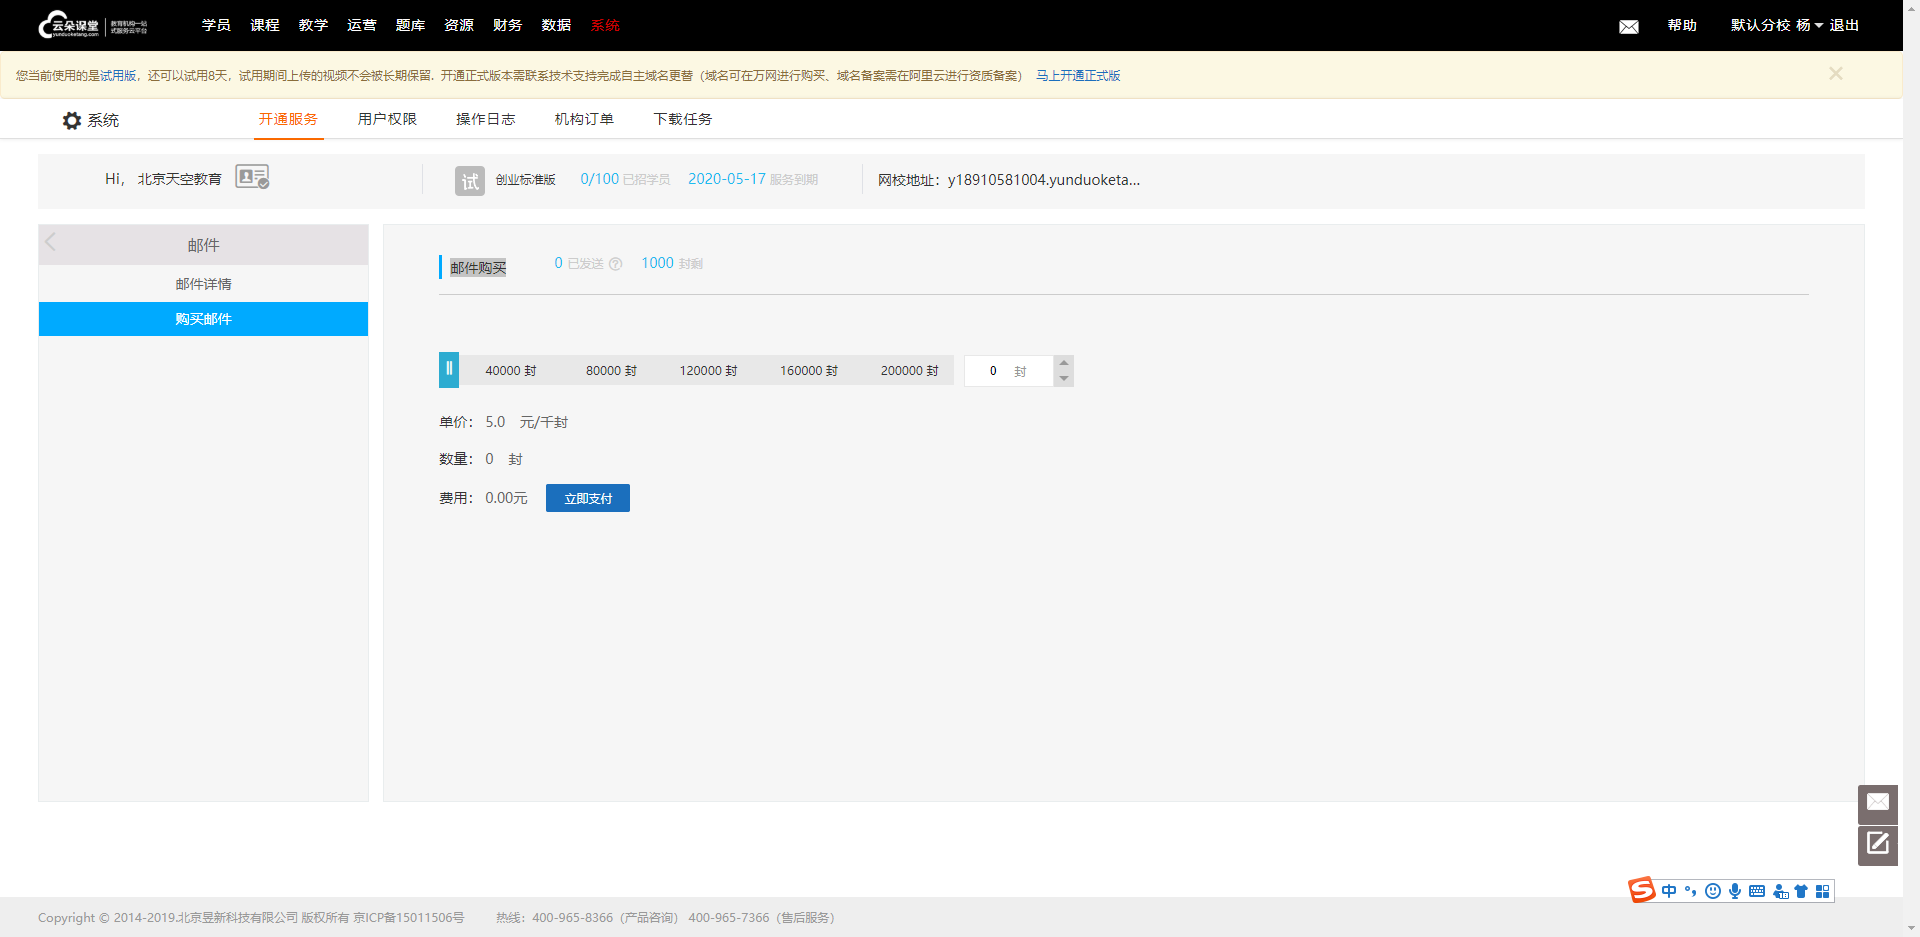 云朵课堂 yunduoketang.com 教育机构一站式服务云平台 学员 课程 教学 运营 题库 资源 财务 数据 系统 帮助 默认分校 杨 退出
您当前使用的是试用版，还可以试用8天，试用期间上传的视频不会被长期保留. 开通正式版本需联系技术支持完成自主域名更替（域名可在万网进行购买、域名备案需在阿里云进行资质备案） 马上开通正式版
系统 开通服务 用户权限 操作日志 机构订单 下载任务
Hi， 北京天空教育 试 创业标准版 0/100 已招学员 2020-05-17 服务到期 网校地址：y18910581004.yunduoketa...
邮件
邮件详情
购买邮件
邮件购买 0 已发送 1000 封剩
40000 封 80000 封 120000 封 160000 封 200000 封 0 封
单价： 5.0 元/千封
数量： 0 封
费用： 0.00元 立即支付
中
Copyright © 2014-2019.北京昱新科技有限公司 版权所有 京ICP备15011506号 热线：400-965-8366（产品咨询） 400-965-7366（售后服务）